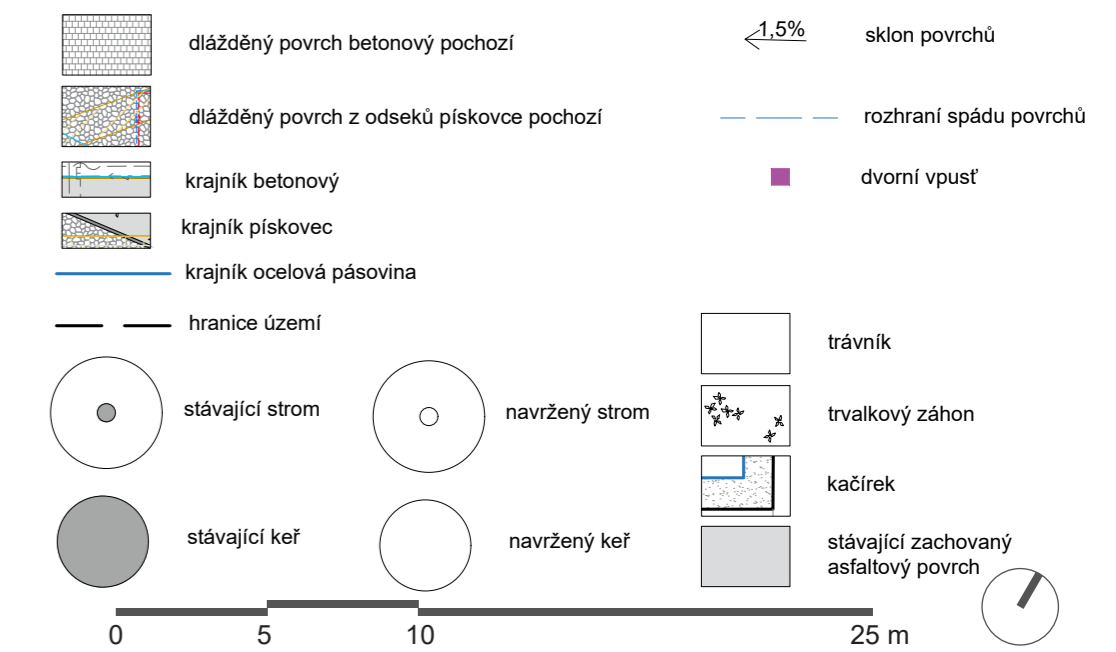 dlážděný povrch betonový pochozí
dlážděný povrch z odseků pískovce pochozí
krajník betonový
krajník pískovec
krajník ocelová pásovina
hranice území
stávající strom
navržený strom
stávající keř
navržený keř
1,5%
sklon povrchů
rozhraní spádu povrchů
dvorní vpusť
trávník
trvalkový záhon
kačírek
stávající zachovaný
asfaltový povrch
0 5 10 25 m